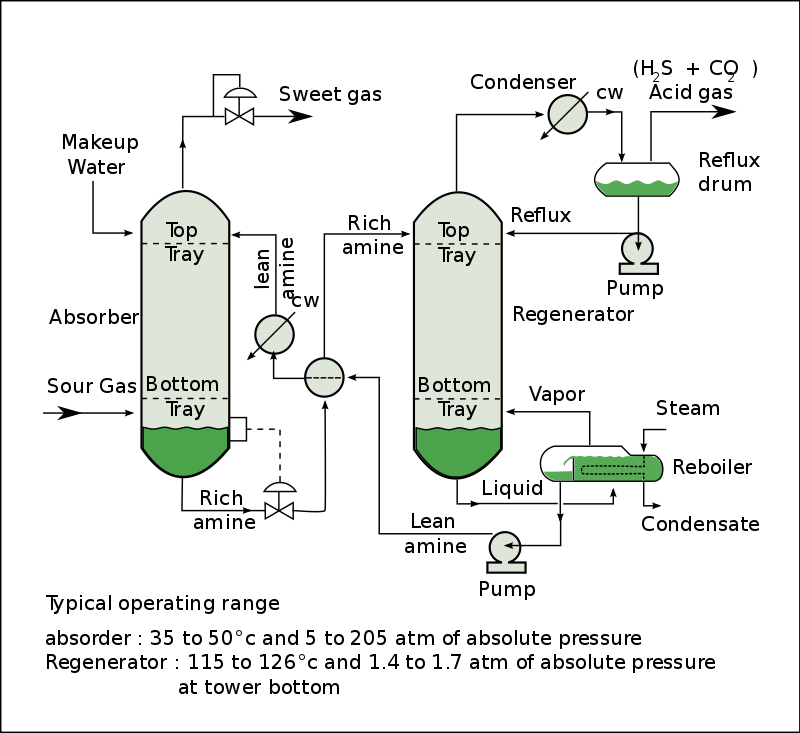 (H2S + CO2)
Acid gas
Condenser
cw
Sweet gas
Makeup
Water
Reflux
drum
Top
Tray
lean
amine
cw
Rich
amine
Top
Tray
Reflux
Pump
Absorber
Regenerator
Sour Gas
Bottom
Tray
Bottom
Tray
Vapor
Steam
Reboiler
Rich
amine
Liquid
Condensate
Lean
amine
Pump
Typical operating range
absorder : 35 to 50°c and 5 to 205 atm of absolute pressure
Regenerator : 115 to 126°c and 1.4 to 1.7 atm of absolute pressure
at tower bottom